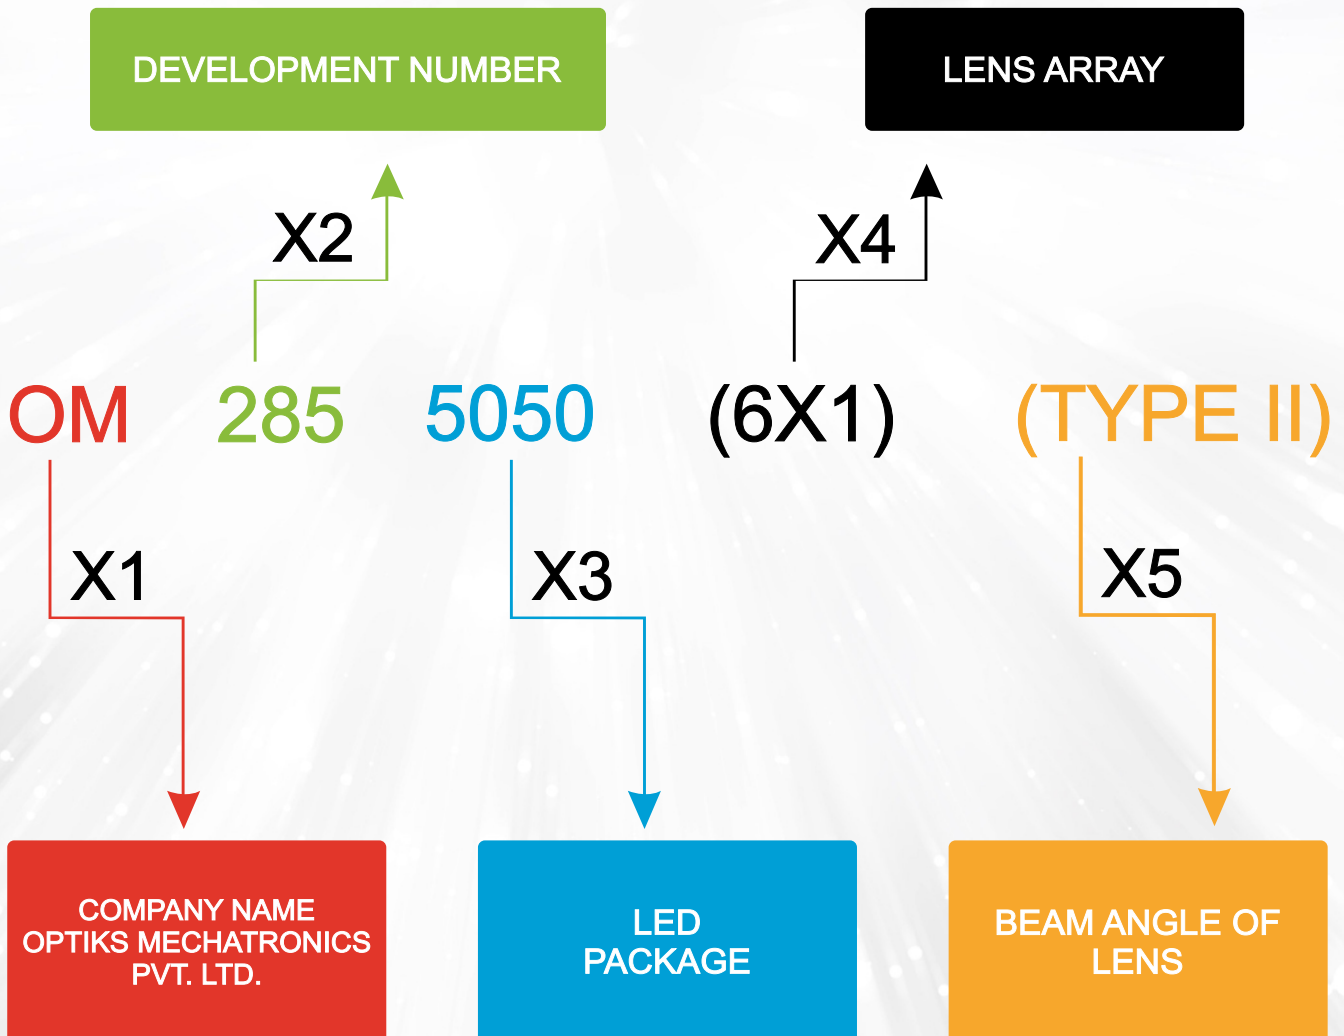 DEVELOPMENT NUMBER
LENS ARRAY
X2
X4
OM 285 5050 (6X1) (TYPE II)
X1
X3
X5
COMPANY NAME
OPTIKS MECHATRONICS
PVT. LTD.
LED
PACKAGE
BEAM ANGLE OF
LENS